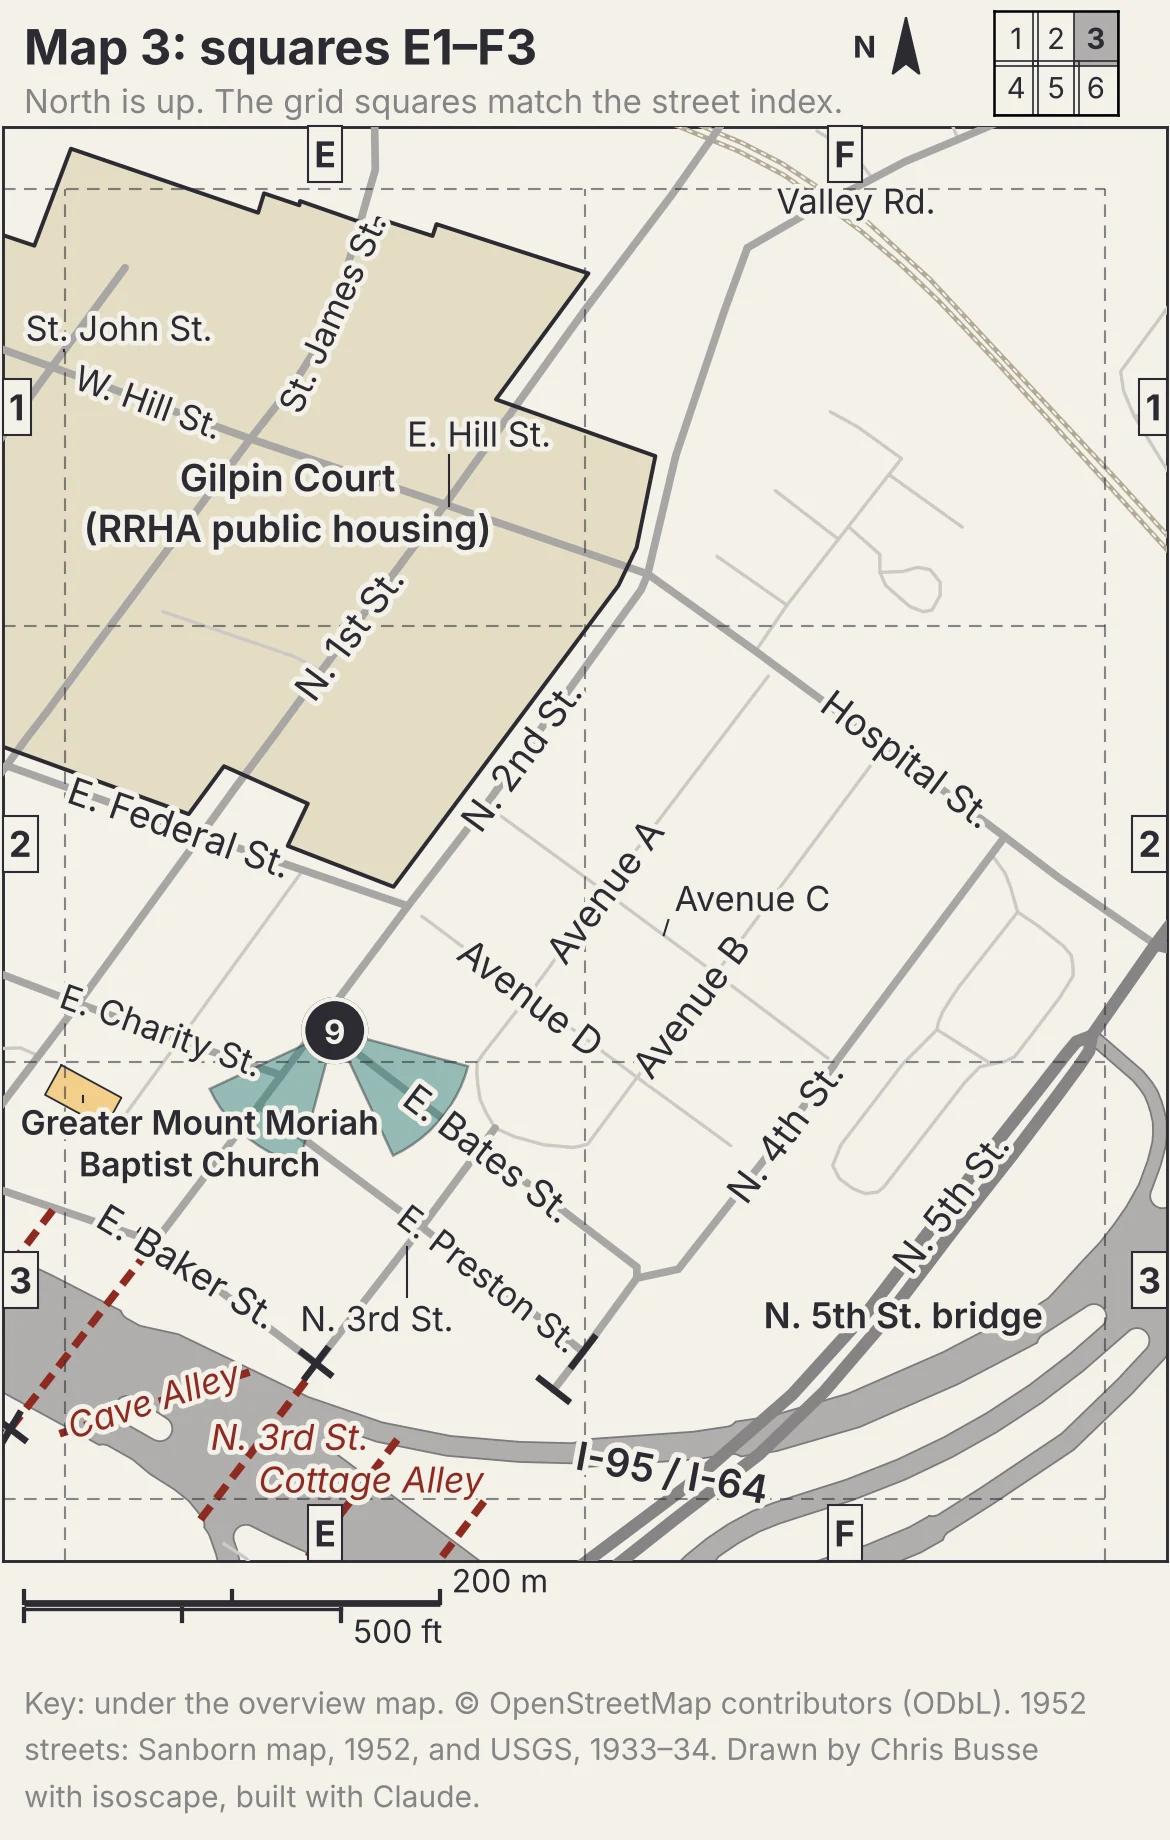 Map 3: squares E1–F3
North is up. The grid squares match the street index.
N
1 2 3
4 5 6
E
F
Valley Rd.
St. James St.
St. John St.
W. Hill St.
1
1
E. Hill St.
Gilpin Court
(RRHA public housing)
N. 1st St.
N. 2nd St.
Hospital St.
E. Federal St.
2
2
Avenue A
Avenue C
Avenue B
Avenue D
E. Charity St.
9
Greater Mount Moriah
Baptist Church
E. Bates St.
N. 4th St.
E. Baker St.
E. Preston St.
N. 5th St.
3
3
N. 3rd St.
N. 5th St. bridge
Cave Alley
N. 3rd St.
Cottage Alley
I-95 / I-64
E
F
200 m
500 ft
Key: under the overview map. © OpenStreetMap contributors (ODbL). 1952
streets: Sanborn map, 1952, and USGS, 1933–34. Drawn by Chris Busse
with isoscape, built with Claude.